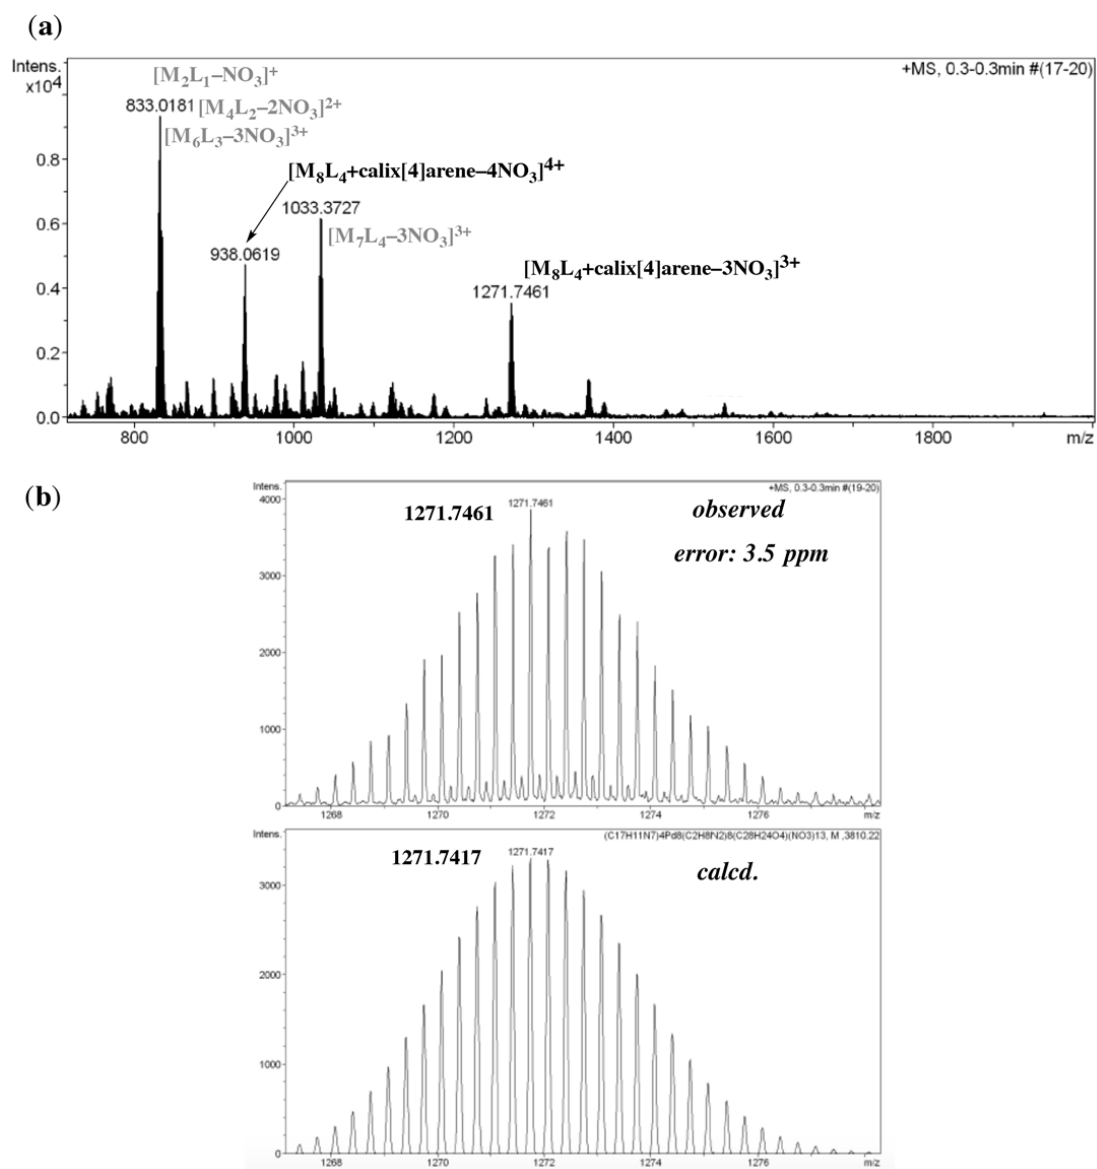 (a)
Intens.
x10⁴
+MS, 0.3-0.3min #(17-20)
[M₂L₁–NO₃]⁺
833.0181 [M₄L₂–2NO₃]²⁺
[M₆L₃–3NO₃]³⁺
[M₈L₄+calix[4]arene–4NO₃]⁴⁺
1033.3727
[M₇L₄–3NO₃]³⁺
938.0619
[M₈L₄+calix[4]arene–3NO₃]³⁺
1271.7461
0.8
0.6
0.4
0.2
0.0
800 1000 1200 1400 1600 1800 m/z
(b)
Intens.
+MS, 0.3-0.3min #(19-20)
1271.7461
1271.7461
observed
error: 3.5 ppm
4000
3000
2000
1000
0
1268 1270 1272 1274 1276 m/z
Intens.
(C17H11N7)4Pd8(C2H8N2)8(C28H24O4)(NO3)13, M ,3810.22
1271.7417
1271.7417
calcd.
3000
2000
1000
0
1268 1270 1272 1274 1276 m/z